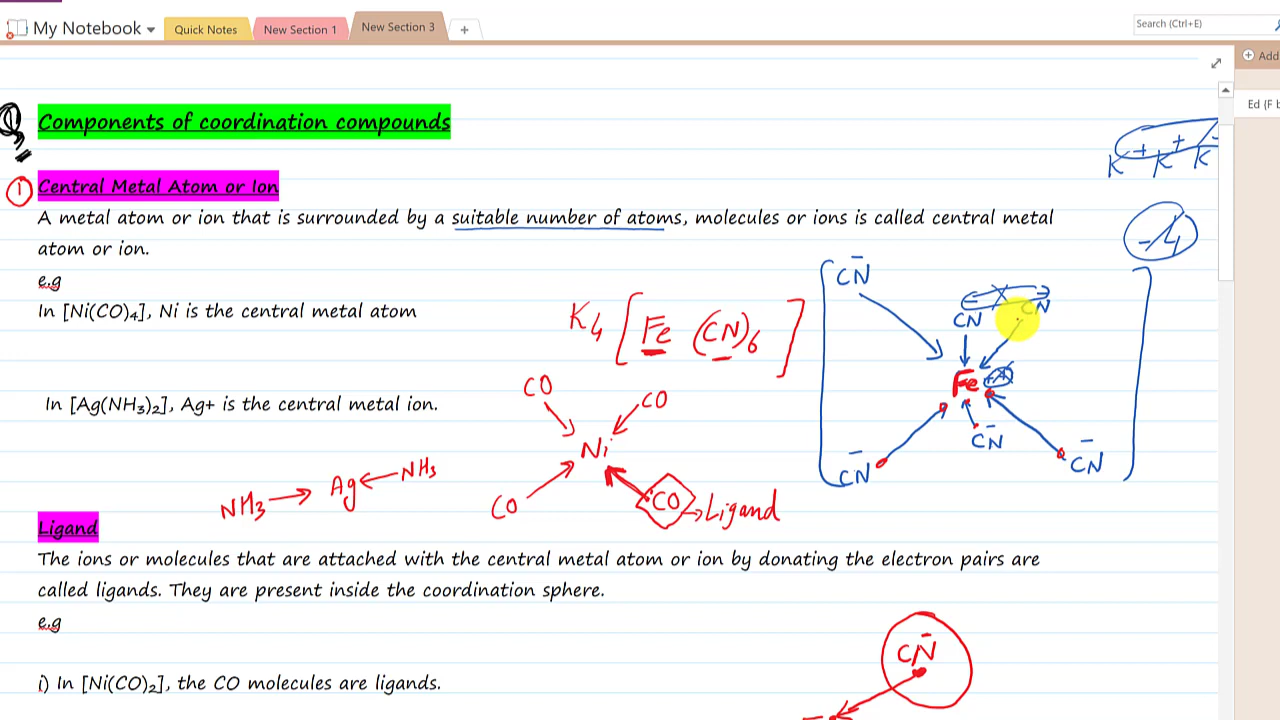 My Notebook
Quick Notes
New Section 1
New Section 3
+
Search (Ctrl+E)
Add
Ed (F b
Components of coordination compounds
K+ K+ K
① Central Metal Atom or Ion
A metal atom or ion that is surrounded by a suitable number of atoms, molecules or ions is called central metal
atom or ion.
-4
e.g
In [Ni(CO)₄], Ni is the central metal atom
K4 [Fe (CN)6]
CN̄
CN CN
Fe
CN̄ CN̄ CN̄
In [Ag(NH3)₂], Ag+ is the central metal ion.
CO CO
Ni
CO CO → Ligand
NH3 → Ag ← NH3
Ligand
The ions or molecules that are attached with the central metal atom or ion by donating the electron pairs are
called ligands. They are present inside the coordination sphere.
e.g
CN̄
i) In [Ni(CO)₂], the CO molecules are ligands.